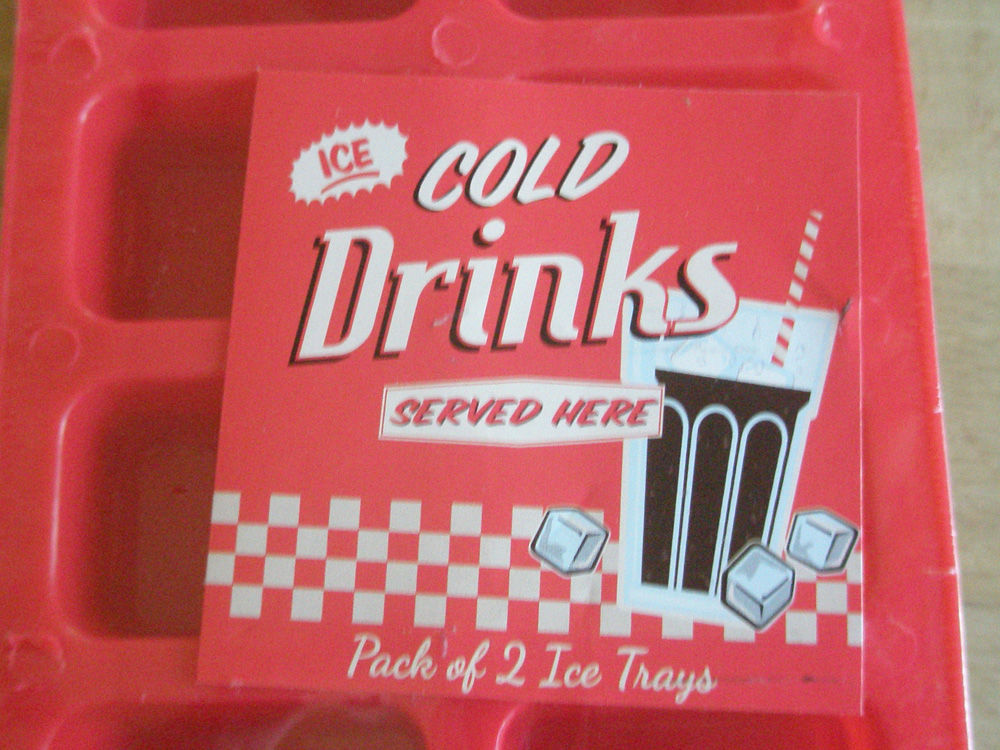 ICE
COLD
Drinks
SERVED HERE
Pack of 2 Ice Trays